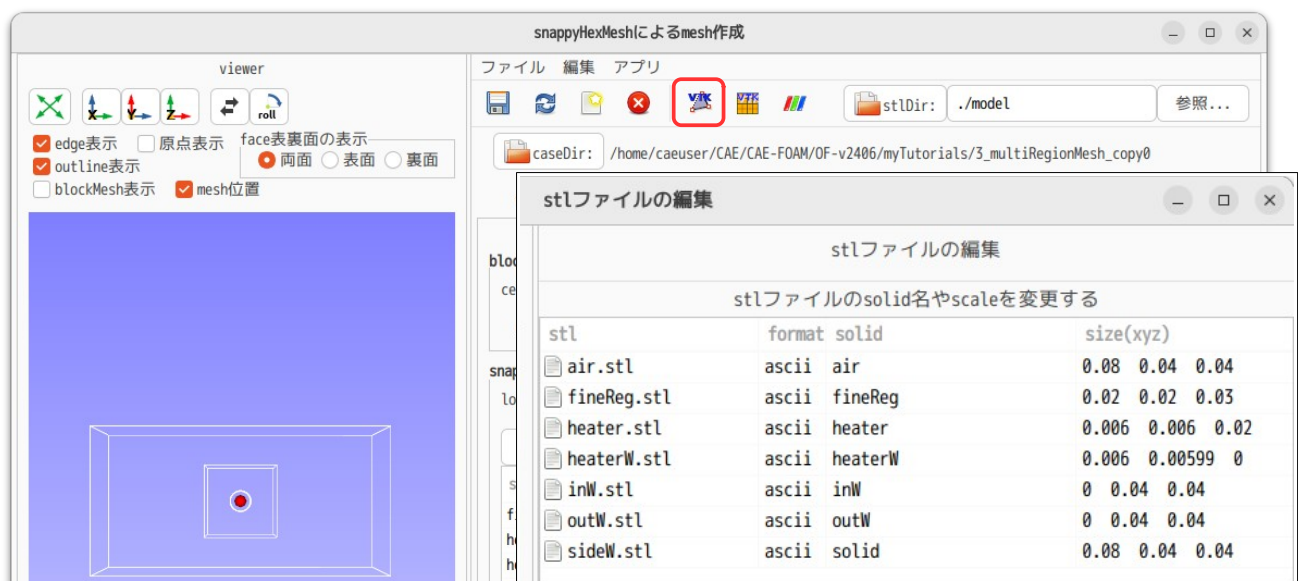 snappyHexMeshによるmesh作成
viewer
X Y Z roll
edge表示 原点表示 face表裏面の表示
outline表示 両面 表面 裏面
blockMesh表示 mesh位置
ファイル 編集 アプリ
VTK stlDir: ./model 参照...
caseDir: /home/caeuser/CAE/CAE-FOAM/OF-v2406/myTutorials/3_multiRegionMesh_copy0
stlファイルの編集
stlファイルの編集
stlファイルのsolid名やscaleを変更する
stl format solid size(xyz)
air.stl ascii air 0.08 0.04 0.04
fineReg.stl ascii fineReg 0.02 0.02 0.03
heater.stl ascii heater 0.006 0.006 0.02
heaterW.stl ascii heaterW 0.006 0.00599 0
inW.stl ascii inW 0 0.04 0.04
outW.stl ascii outW 0 0.04 0.04
sideW.stl ascii solid 0.08 0.04 0.04